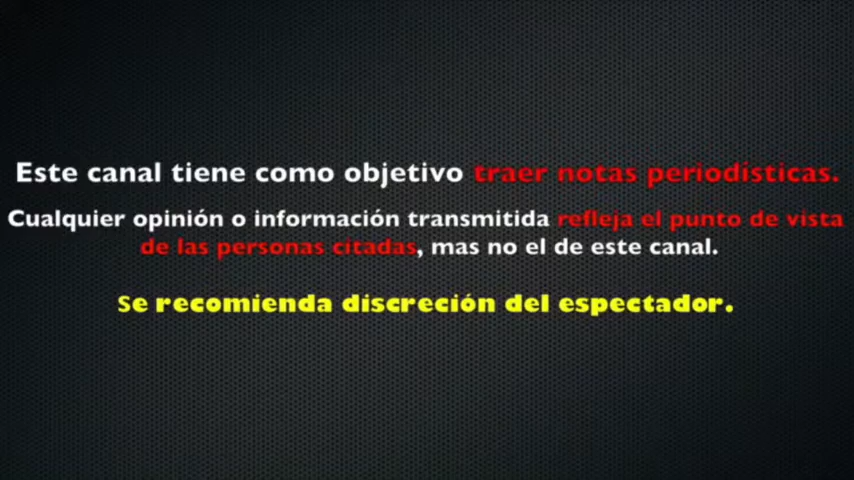 Este canal tiene como objetivo traer notas periodísticas.
Cualquier opinión o información transmitida refleja el punto de vista
de las personas citadas, mas no el de este canal.
Se recomienda discreción del espectador.